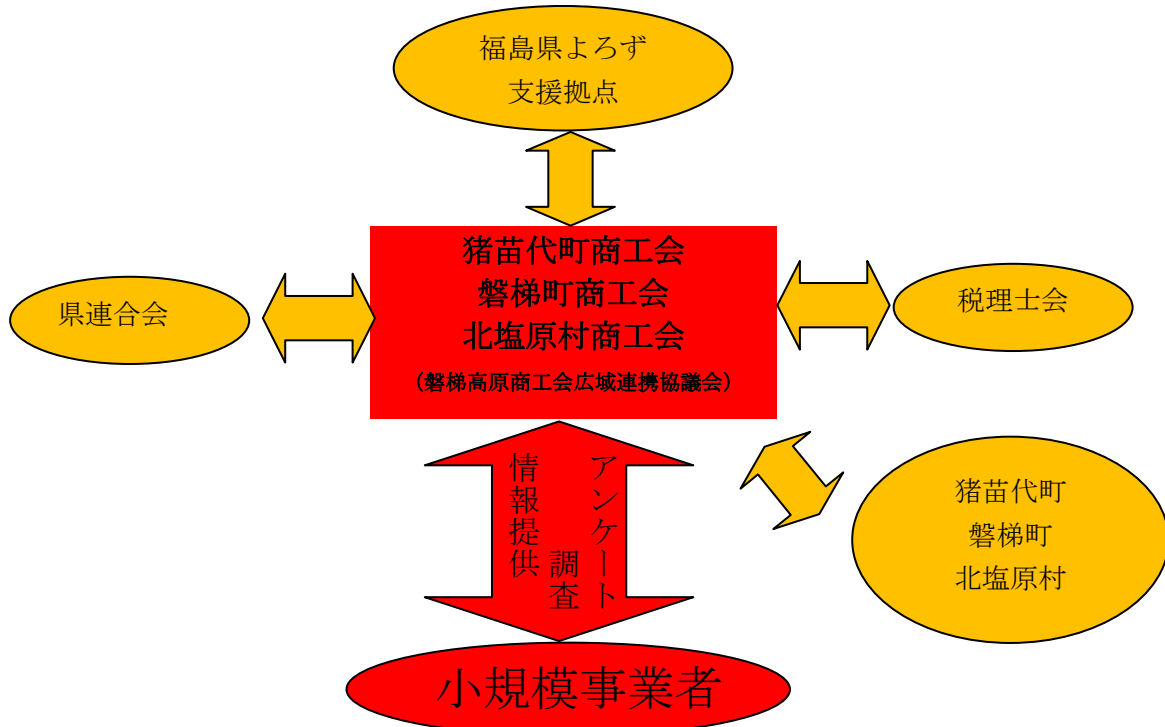 福島県よろず
支援拠点
猪苗代町商工会
磐梯町商工会
北塩原村商工会
(磐梯高原商工会広域連携協議会)
県連合会
税理士会
アンケート
調査
情報提供
猪苗代町
磐梯町
北塩原村
小規模事業者